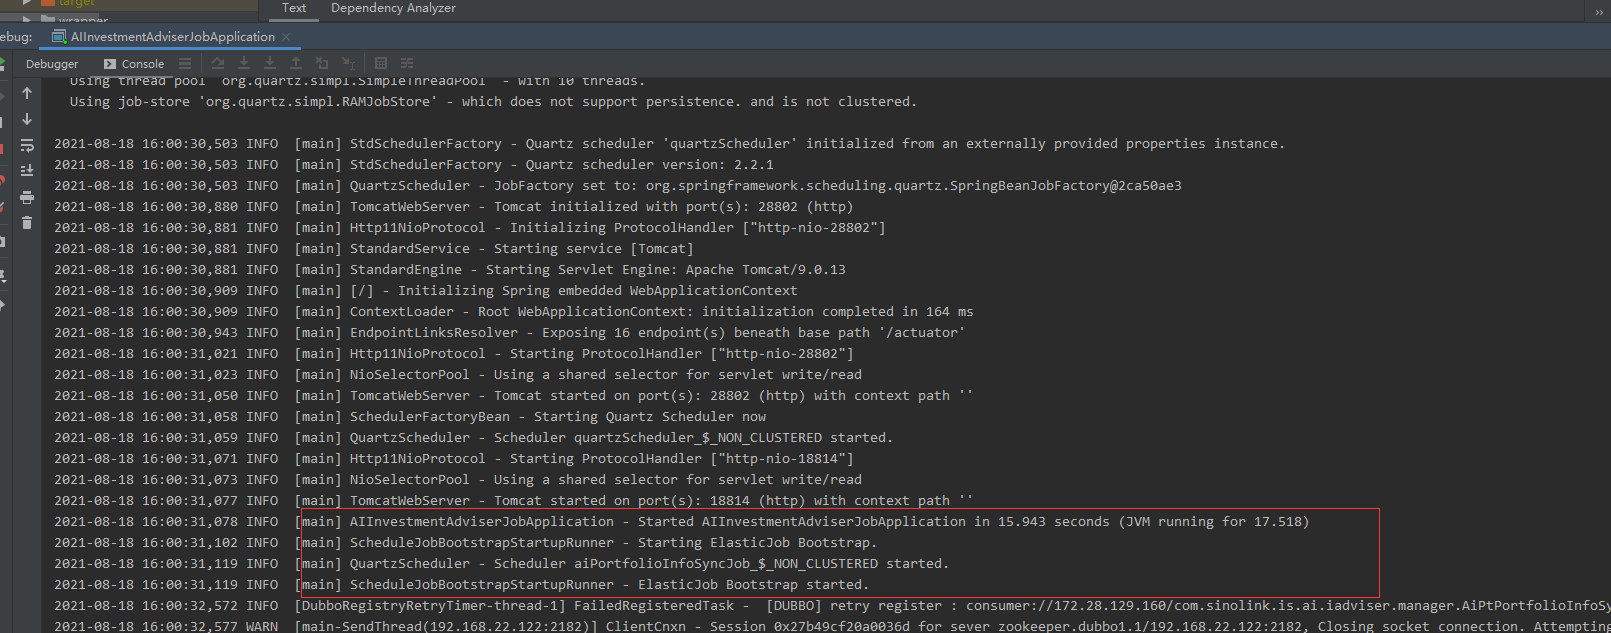 target
wrapper
Text Dependency Analyzer
ebug: AIInvestmentAdviserJobApplication
Debugger Console
Using thread pool 'org.quartz.simpl.SimpleThreadPool' - with 10 threads.
Using job-store 'org.quartz.simpl.RAMJobStore' - which does not support persistence. and is not clustered.
2021-08-18 16:00:30,503 INFO [main] StdSchedulerFactory - Quartz scheduler 'quartzScheduler' initialized from an externally provided properties instance.
2021-08-18 16:00:30,503 INFO [main] StdSchedulerFactory - Quartz scheduler version: 2.2.1
2021-08-18 16:00:30,503 INFO [main] QuartzScheduler - JobFactory set to: org.springframework.scheduling.quartz.SpringBeanJobFactory@2ca50ae3
2021-08-18 16:00:30,880 INFO [main] TomcatWebServer - Tomcat initialized with port(s): 28802 (http)
2021-08-18 16:00:30,881 INFO [main] Http11NioProtocol - Initializing ProtocolHandler ["http-nio-28802"]
2021-08-18 16:00:30,881 INFO [main] StandardService - Starting service [Tomcat]
2021-08-18 16:00:30,881 INFO [main] StandardEngine - Starting Servlet Engine: Apache Tomcat/9.0.13
2021-08-18 16:00:30,909 INFO [main] [/] - Initializing Spring embedded WebApplicationContext
2021-08-18 16:00:30,909 INFO [main] ContextLoader - Root WebApplicationContext: initialization completed in 164 ms
2021-08-18 16:00:30,943 INFO [main] EndpointLinksResolver - Exposing 16 endpoint(s) beneath base path '/actuator'
2021-08-18 16:00:31,021 INFO [main] Http11NioProtocol - Starting ProtocolHandler ["http-nio-28802"]
2021-08-18 16:00:31,023 INFO [main] NioSelectorPool - Using a shared selector for servlet write/read
2021-08-18 16:00:31,050 INFO [main] TomcatWebServer - Tomcat started on port(s): 28802 (http) with context path ''
2021-08-18 16:00:31,058 INFO [main] SchedulerFactoryBean - Starting Quartz Scheduler now
2021-08-18 16:00:31,059 INFO [main] QuartzScheduler - Scheduler quartzScheduler_$_NON_CLUSTERED started.
2021-08-18 16:00:31,071 INFO [main] Http11NioProtocol - Starting ProtocolHandler ["http-nio-18814"]
2021-08-18 16:00:31,073 INFO [main] NioSelectorPool - Using a shared selector for servlet write/read
2021-08-18 16:00:31,077 INFO [main] TomcatWebServer - Tomcat started on port(s): 18814 (http) with context path ''
2021-08-18 16:00:31,078 INFO [main] AIInvestmentAdviserJobApplication - Started AIInvestmentAdviserJobApplication in 15.943 seconds (JVM running for 17.518)
2021-08-18 16:00:31,102 INFO [main] ScheduleJobBootstrapStartupRunner - Starting ElasticJob Bootstrap.
2021-08-18 16:00:31,119 INFO [main] QuartzScheduler - Scheduler aiPortfolioInfoSyncJob_$_NON_CLUSTERED started.
2021-08-18 16:00:31,119 INFO [main] ScheduleJobBootstrapStartupRunner - ElasticJob Bootstrap started.
2021-08-18 16:00:32,572 INFO [DubboRegistryRetryTimer-thread-1] FailedRegisteredTask - [DUBBO] retry register : consumer://172.28.129.160/com.sinolink.is.ai.iadviser.manager.AiPtPortfolioInfoSy
2021-08-18 16:00:32,577 WARN [main-SendThread(192.168.22.122:2182)] ClientCnxn - Session 0x27b49cf20a0036d for sever zookeeper.dubbo1.1/192.168.22.122:2182, Closing socket connection. Attempting